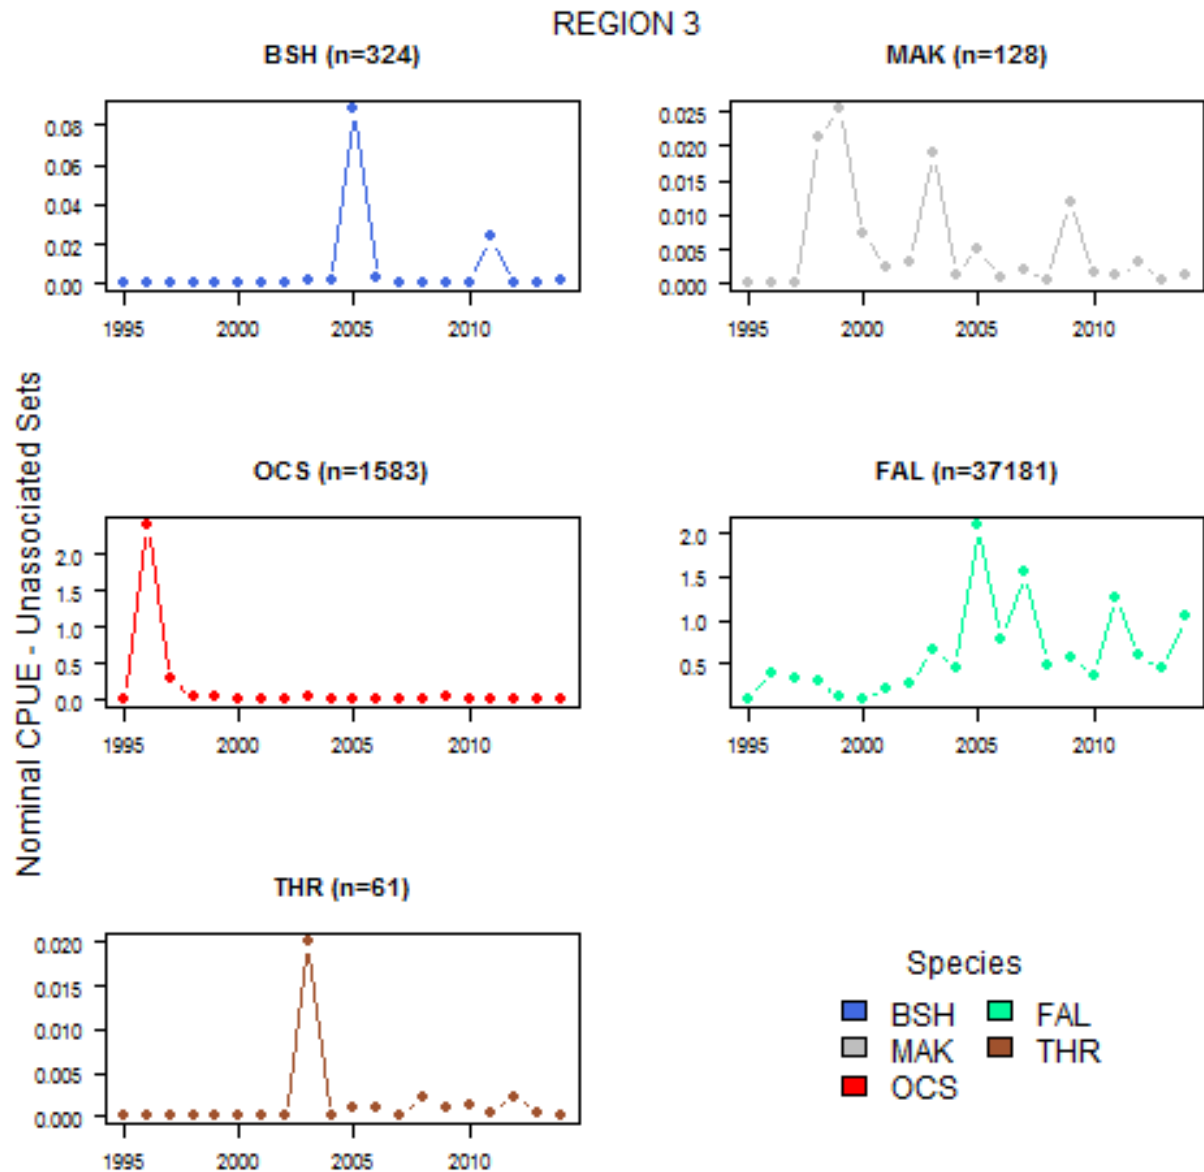 REGION 3
BSH (n=324)
0.08
0.06
0.04
0.02
0.00
1995 2000 2005 2010
MAK (n=128)
0.025
0.020
0.015
0.010
0.005
0.000
1995 2000 2005 2010
Nominal CPUE - Unassociated Sets
OCS (n=1583)
2.0
1.5
1.0
0.5
0.0
1995 2000 2005 2010
FAL (n=37181)
2.0
1.5
1.0
0.5
1995 2000 2005 2010
THR (n=61)
0.020
0.015
0.010
0.005
0.000
1995 2000 2005 2010
Species
BSH FAL
MAK THR
OCS